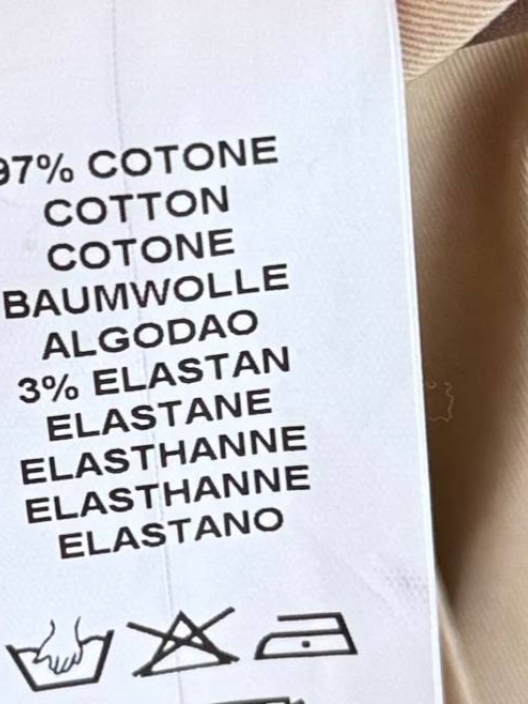 97% COTONE
COTTON
COTONE
BAUMWOLLE
ALGODAO
3% ELASTAN
ELASTANE
ELASTHANNE
ELASTHANNE
ELASTANO